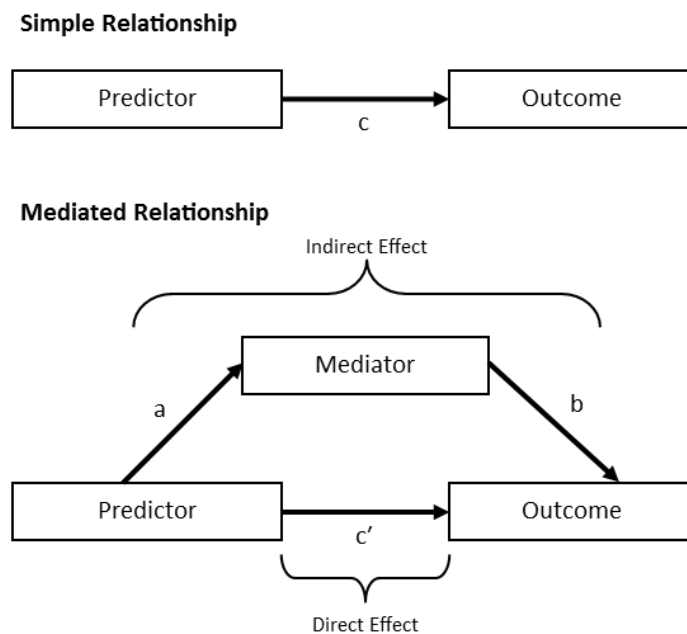 Simple Relationship
Predictor
Outcome
c
Mediated Relationship
Indirect Effect
Mediator
a
b
Predictor
Outcome
c’
Direct Effect